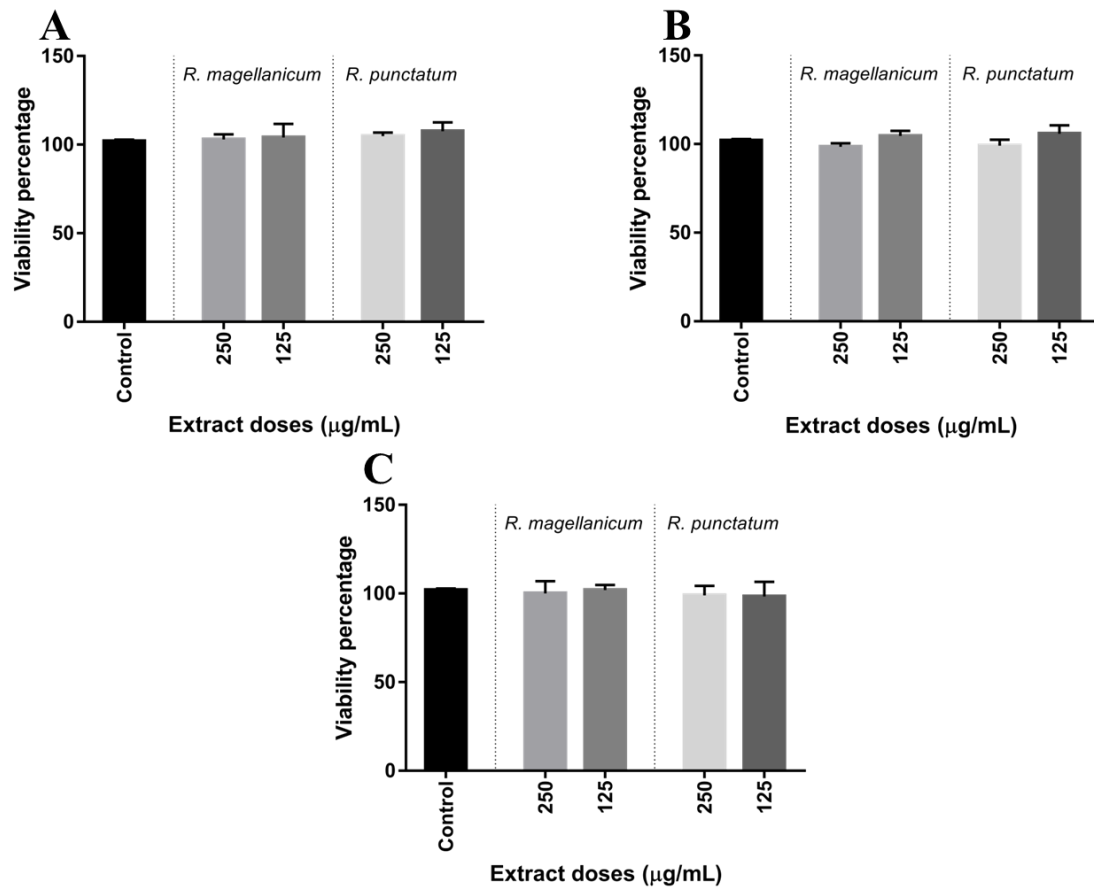 A
150
100
50
0
Viability percentage
R. magellanicum
R. punctatum
Control
250
125
250
125
Extract doses (μg/mL)
B
150
100
50
0
Viability percentage
R. magellanicum
R. punctatum
Control
250
125
250
125
Extract doses (μg/mL)
C
150
100
50
0
Viability percentage
R. magellanicum
R. punctatum
Control
250
125
250
125
Extract doses (μg/mL)